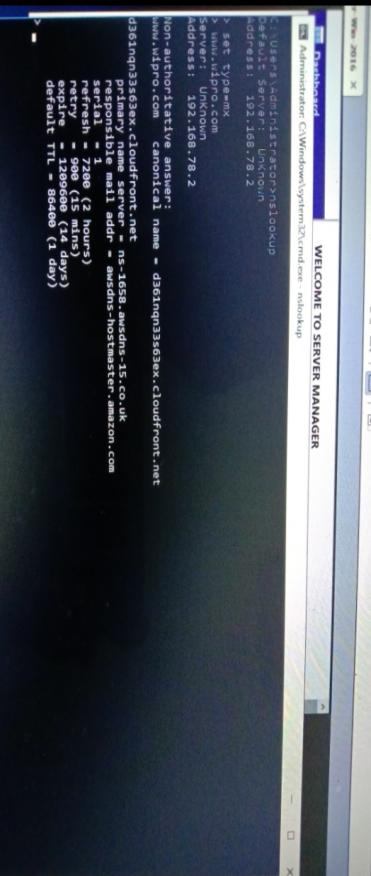 Win 2016 ×
WELCOME TO SERVER MANAGER
Dashboard
Administrator: C:\Windows\system32\cmd.exe - nslookup
C:\Users\Administrator>nslookup
Default Server:  UnKnown
Address:  192.168.78.2

> set type=mx
> www.wipro.com
Server:  UnKnown
Address:  192.168.78.2

Non-authoritative answer:
www.wipro.com   canonical name = d361nqn33s63ex.cloudfront.net

d361nqn33s63ex.cloudfront.net
primary name server = ns-1658.awsdns-15.co.uk
responsible mail addr = awsdns-hostmaster.amazon.com
serial  = 1
refresh = 7200 (2 hours)
retry   = 900 (15 mins)
expire  = 1209600 (14 days)
default TTL = 86400 (1 day)
>